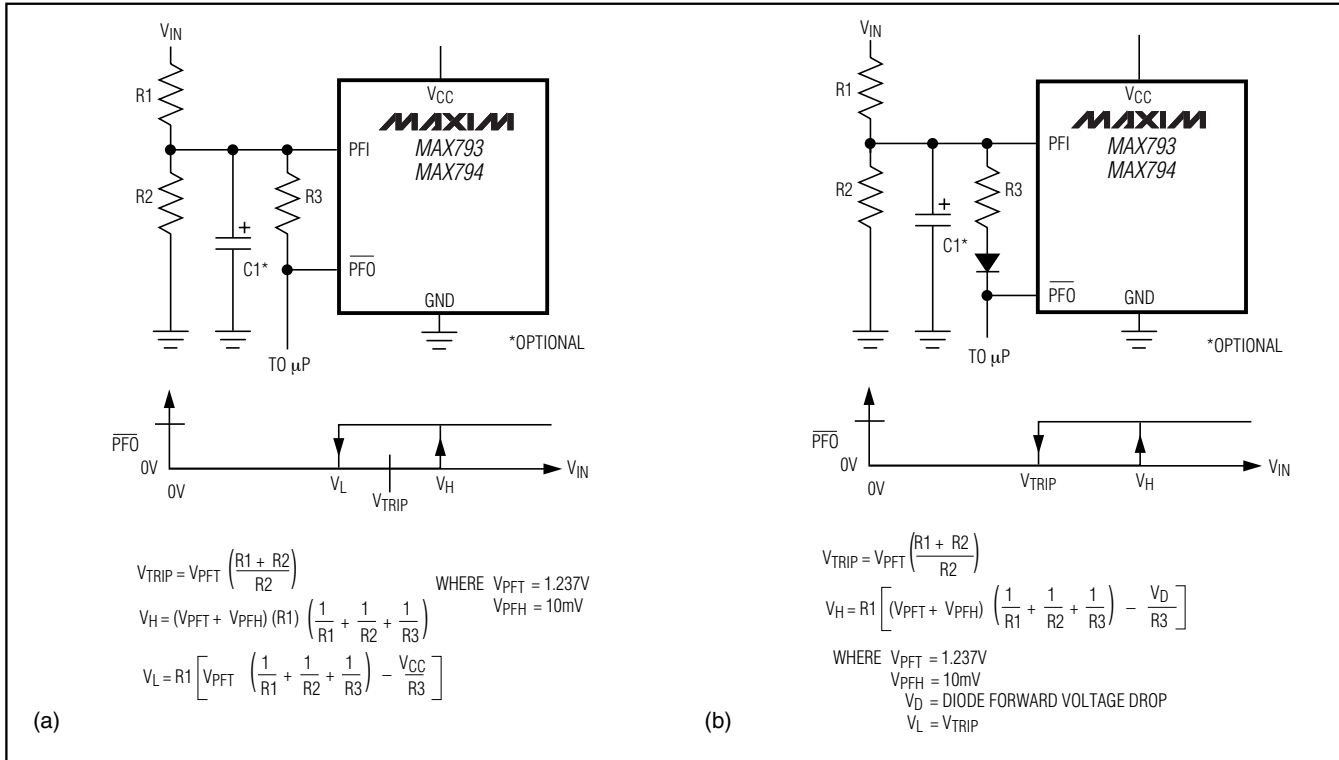 V_IN
R1
V_CC
MAXIM
MAX793
MAX794
PFI
R2
R3
+
C1*
PFO
GND
*OPTIONAL
TO µP
PFO
0V
0V
V_L
V_TRIP
V_H
V_IN
V_TRIP = V_PFT ((R1 + R2)/R2)
V_H = (V_PFT + V_PFH) (R1) (1/R1 + 1/R2 + 1/R3)
V_L = R1 [V_PFT (1/R1 + 1/R2 + 1/R3) − V_CC/R3]
WHERE V_PFT = 1.237V
V_PFH = 10mV
(a)
V_IN
R1
V_CC
MAXIM
MAX793
MAX794
PFI
R2
R3
+
C1*
PFO
GND
*OPTIONAL
TO µP
PFO
0V
0V
V_TRIP
V_H
V_IN
V_TRIP = V_PFT ((R1 + R2)/R2)
V_H = R1 [(V_PFT + V_PFH) (1/R1 + 1/R2 + 1/R3) − V_D/R3]
WHERE V_PFT = 1.237V
V_PFH = 10mV
V_D = DIODE FORWARD VOLTAGE DROP
V_L = V_TRIP
(b)